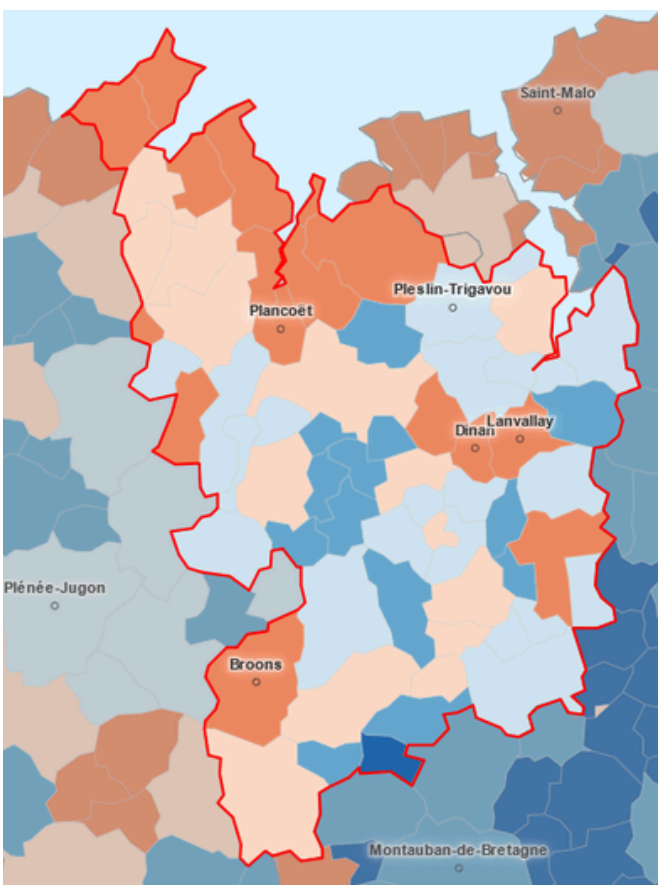 Saint-Malo
Pleslin-Trigavou
Plancoët
Lanvallay
Dinan
Plénée-Jugon
Broons
Montauban-de-Bretagne